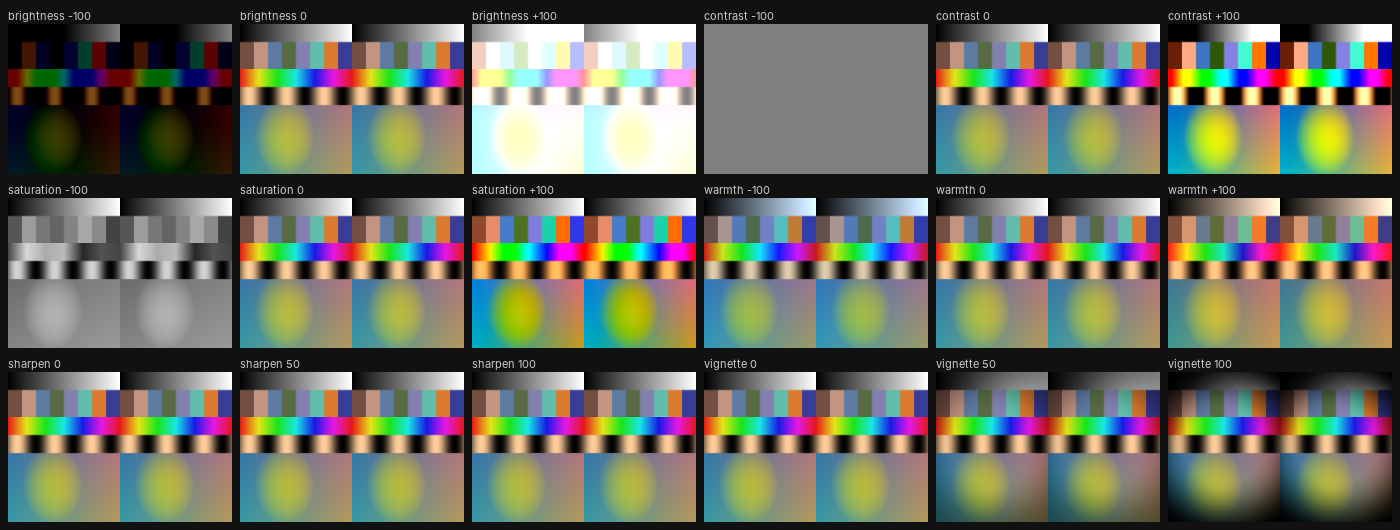 brightness -100
brightness 0
brightness +100
contrast -100
contrast 0
contrast +100
saturation -100
saturation 0
saturation +100
warmth -100
warmth 0
warmth +100
sharpen 0
sharpen 50
sharpen 100
vignette 0
vignette 50
vignette 100